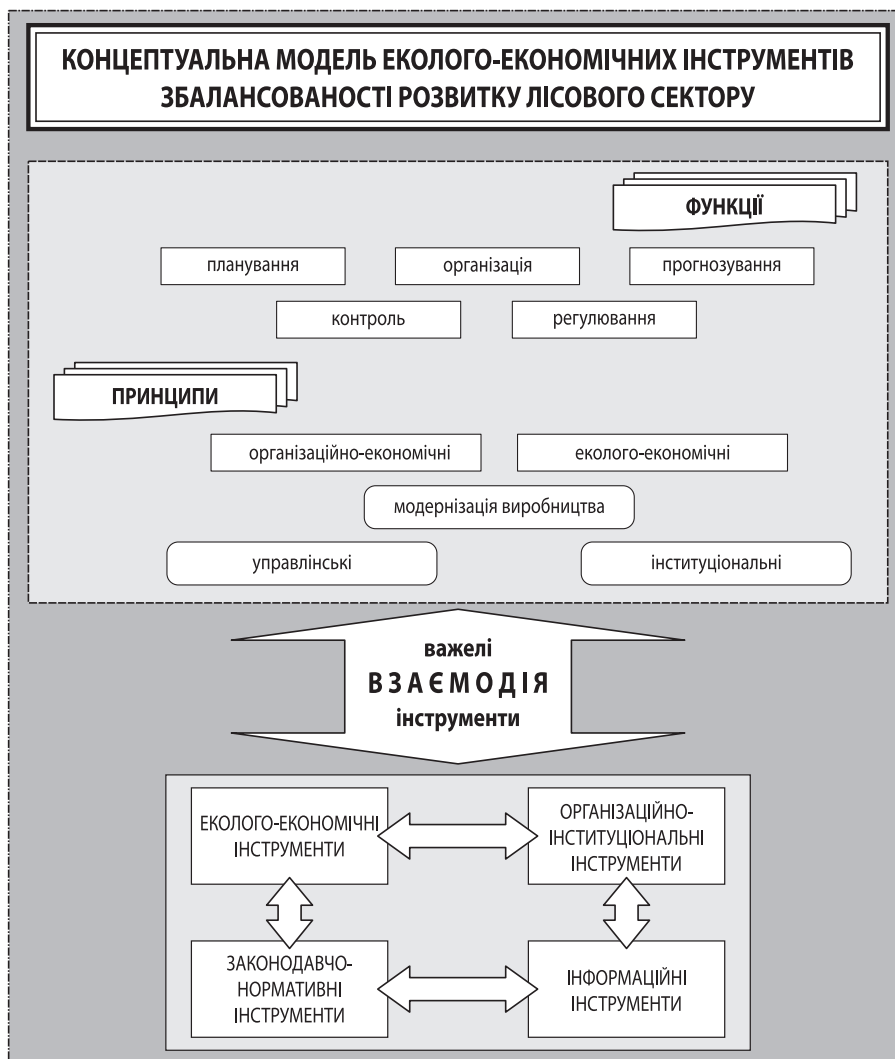 КОНЦЕПТУАЛЬНА МОДЕЛЬ ЕКОЛОГО-ЕКОНОМІЧНИХ ІНСТРУМЕНТІВ
ЗБАЛАНСОВАНОСТІ РОЗВИТКУ ЛІСОВОГО СЕКТОРУ
ФУНКЦІЇ
планування
організація
прогнозування
контроль
регулювання
ПРИНЦИПИ
організаційно-економічні
еколого-економічні
модернізація виробництва
управлінські
інституціональні
важелі
ВЗАЄМОДІЯ
інструменти
ЕКОЛОГО-ЕКОНОМІЧНІ
ІНСТРУМЕНТИ
ОРГАНІЗАЦІЙНО-
ІНСТИТУЦІОНАЛЬНІ
ІНСТРУМЕНТИ
ЗАКОНОДАВЧО-
НОРМАТИВНІ
ІНСТРУМЕНТИ
ІНФОРМАЦІЙНІ
ІНСТРУМЕНТИ